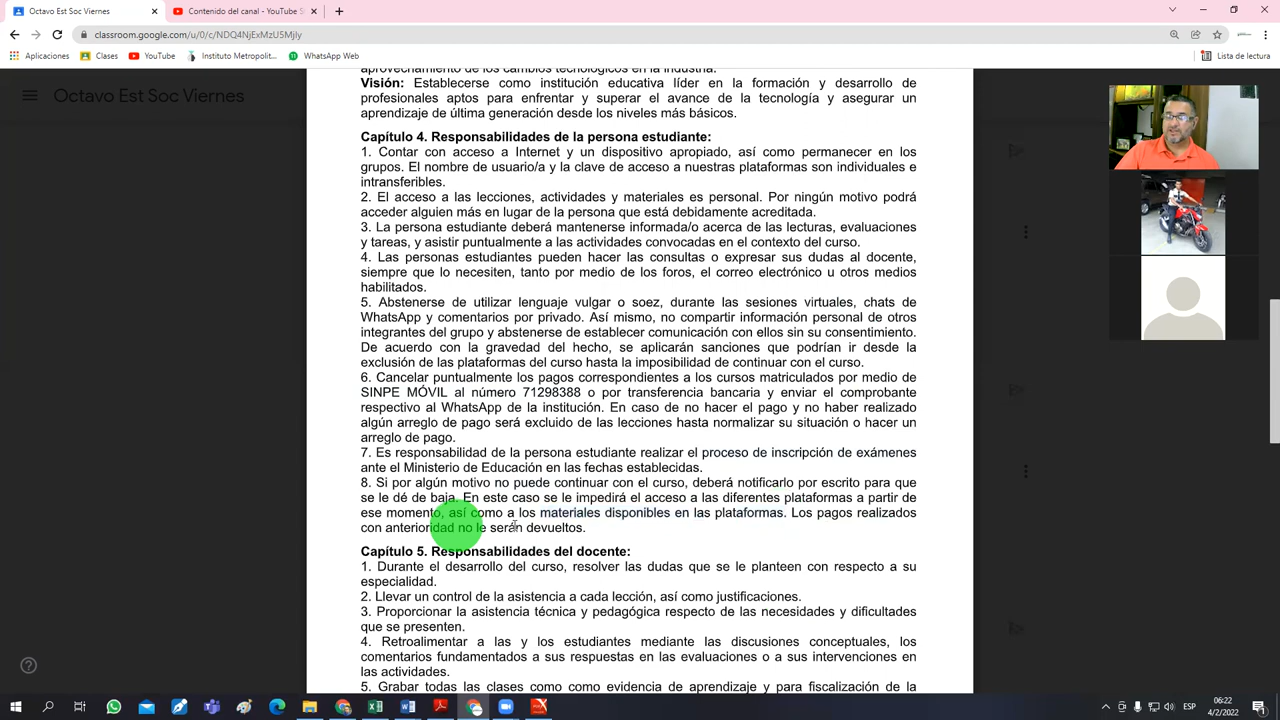 Octavo Est Soc Viernes
Contenido del canal - YouTube S
classroom.google.com/u/0/c/NDQ4NjExMzU5Mjly
Aplicaciones
Clases
YouTube
Instituto Metropolit...
WhatsApp Web
Lista de lectura
Octavo Est Soc Viernes
aprovechamiento de los cambios tecnológicos en la industria.
Visión: Establecerse como institución educativa líder en la formación y desarrollo de
profesionales aptos para enfrentar y superar el avance de la tecnología y asegurar un
aprendizaje de última generación desde los niveles más básicos.
Capítulo 4. Responsabilidades de la persona estudiante:
1. Contar con acceso a Internet y un dispositivo apropiado, así como permanecer en los
grupos. El nombre de usuario/a y la clave de acceso a nuestras plataformas son individuales e
intransferibles.
2. El acceso a las lecciones, actividades y materiales es personal. Por ningún motivo podrá
acceder alguien más en lugar de la persona que está debidamente acreditada.
3. La persona estudiante deberá mantenerse informada/o acerca de las lecturas, evaluaciones
y tareas, y asistir puntualmente a las actividades convocadas en el contexto del curso.
4. Las personas estudiantes pueden hacer las consultas o expresar sus dudas al docente,
siempre que lo necesiten, tanto por medio de los foros, el correo electrónico u otros medios
habilitados.
5. Abstenerse de utilizar lenguaje vulgar o soez, durante las sesiones virtuales, chats de
WhatsApp y comentarios por privado. Así mismo, no compartir información personal de otros
integrantes del grupo y abstenerse de establecer comunicación con ellos sin su consentimiento.
De acuerdo con la gravedad del hecho, se aplicarán sanciones que podrían ir desde la
exclusión de las plataformas del curso hasta la imposibilidad de continuar con el curso.
6. Cancelar puntualmente los pagos correspondientes a los cursos matriculados por medio de
SINPE MÓVIL al número 71298388 o por transferencia bancaria y enviar el comprobante
respectivo al WhatsApp de la institución. En caso de no hacer el pago y no haber realizado
algún arreglo de pago será excluido de las lecciones hasta normalizar su situación o hacer un
arreglo de pago.
7. Es responsabilidad de la persona estudiante realizar el proceso de inscripción de exámenes
ante el Ministerio de Educación en las fechas establecidas.
8. Si por algún motivo no puede continuar con el curso, deberá notificarlo por escrito para que
se le dé de baja. En este caso se le impedirá el acceso a las diferentes plataformas a partir de
ese momento, así como a los materiales disponibles en las plataformas. Los pagos realizados
con anterioridad no le serán devueltos.
Capítulo 5. Responsabilidades del docente:
1. Durante el desarrollo del curso, resolver las dudas que se le planteen con respecto a su
especialidad.
2. Llevar un control de la asistencia a cada lección, así como justificaciones.
3. Proporcionar la asistencia técnica y pedagógica respecto de las necesidades y dificultades
que se presenten.
4. Retroalimentar a las y los estudiantes mediante las discusiones conceptuales, los
comentarios fundamentados a sus respuestas en las evaluaciones o a sus intervenciones en
las actividades.
5. Grabar todas las clases como como evidencia de aprendizaje y para fiscalización de la
ESP
06:22
4/2/2022